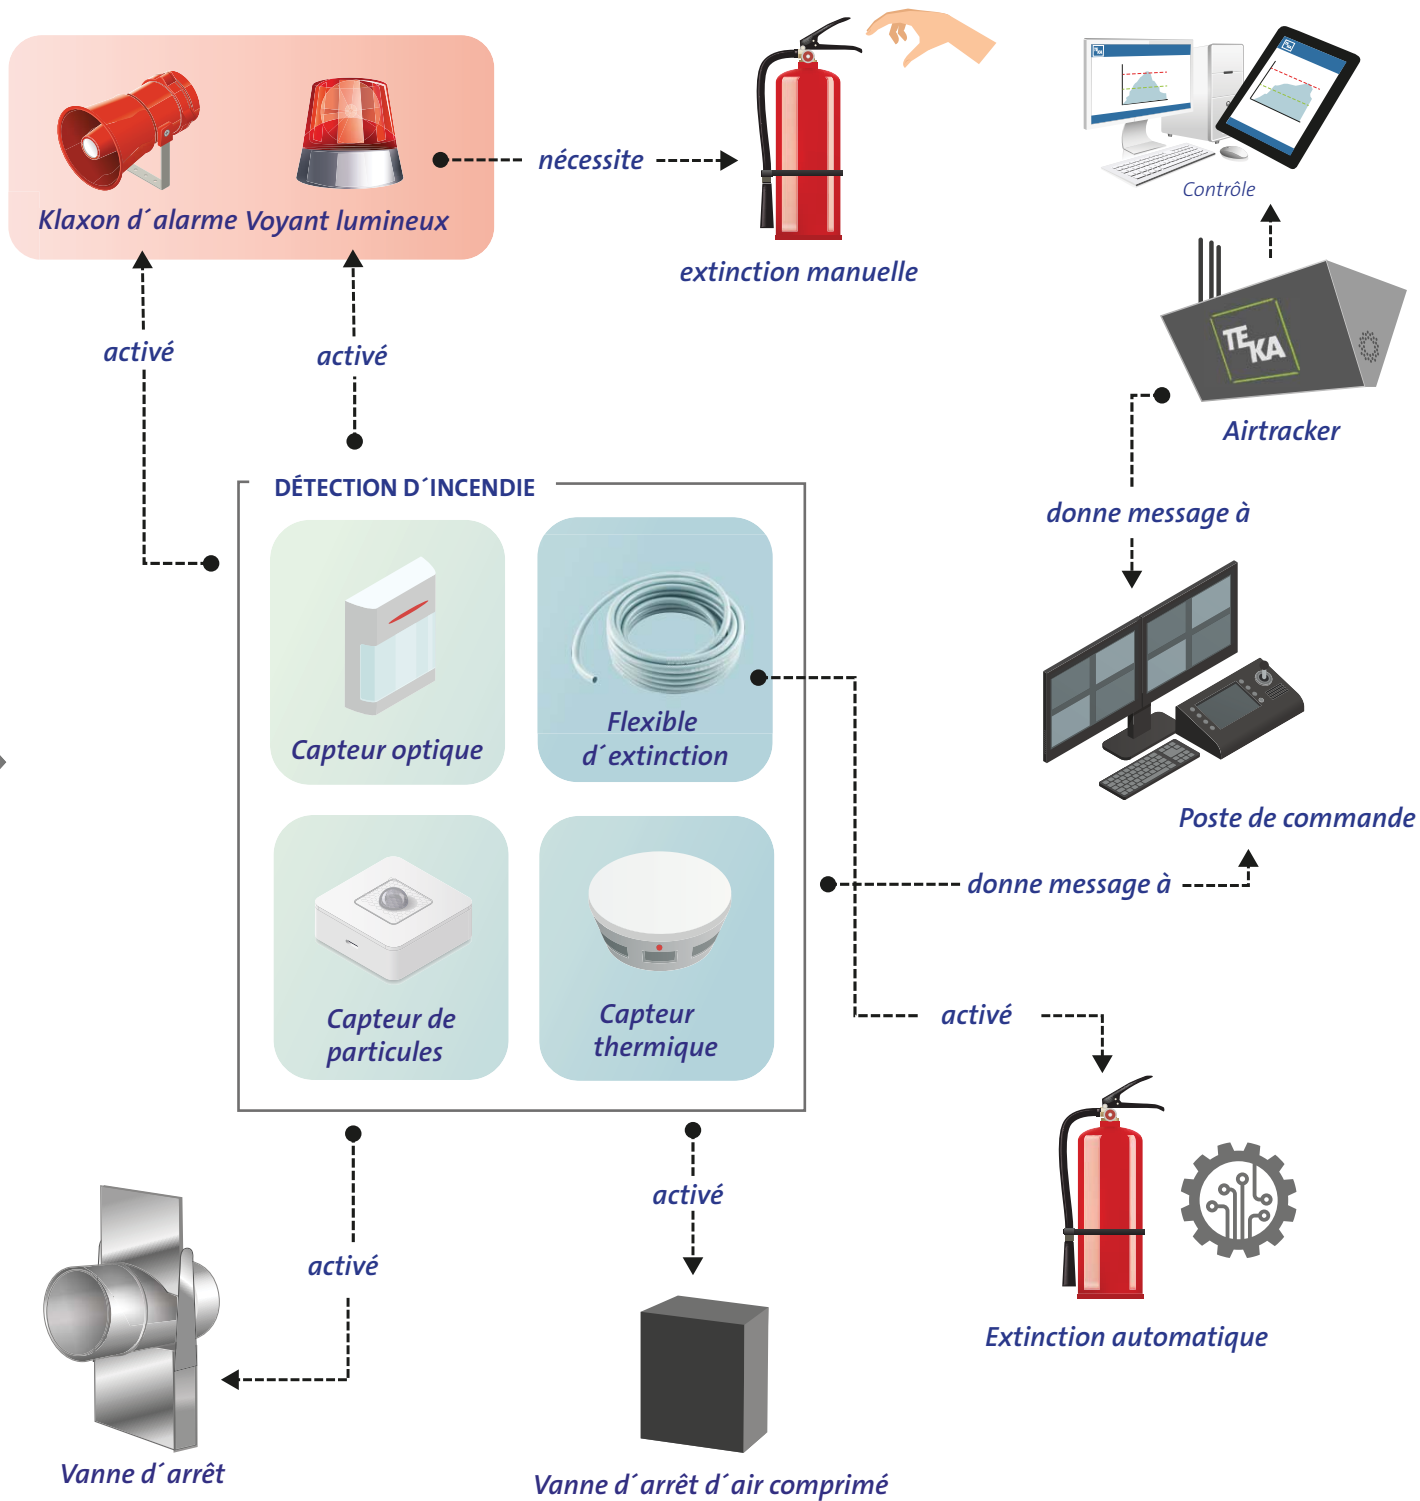 Klaxon d´alarme
Voyant lumineux
nécessite
extinction manuelle
Contrôle
TEKA
Airtracker
activé
activé
donne message à
DÉTECTION D´INCENDIE
Capteur optique
Flexible
d´extinction
Poste de commande
donne message à
Capteur de
particules
Capteur
thermique
activé
activé
activé
Extinction automatique
Vanne d´arrêt
Vanne d´arrêt d´air comprimé